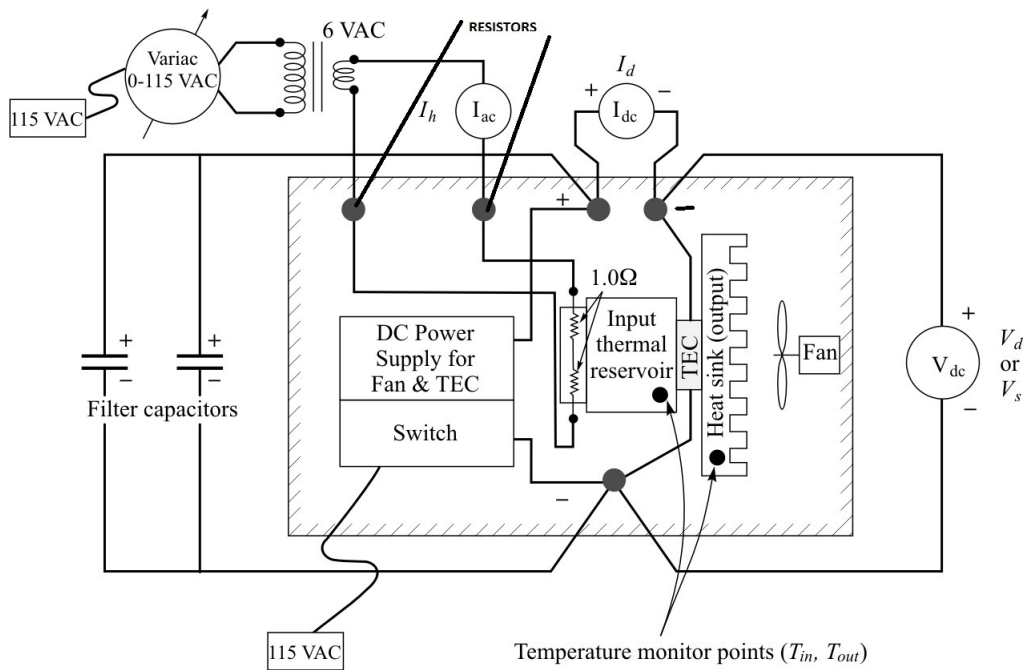 RESISTORS
6 VAC
Variac
0-115 VAC
115 VAC
I_h
I_ac
I_d
+ −
I_dc
+
−
1.0Ω
DC Power
Supply for
Fan & TEC
Switch
Input
thermal
reservoir
TEC
Heat sink (output)
Fan
+ +
− −
Filter capacitors
+
V_dc
−
V_d
or
V_s
−
115 VAC
Temperature monitor points (T_in, T_out)